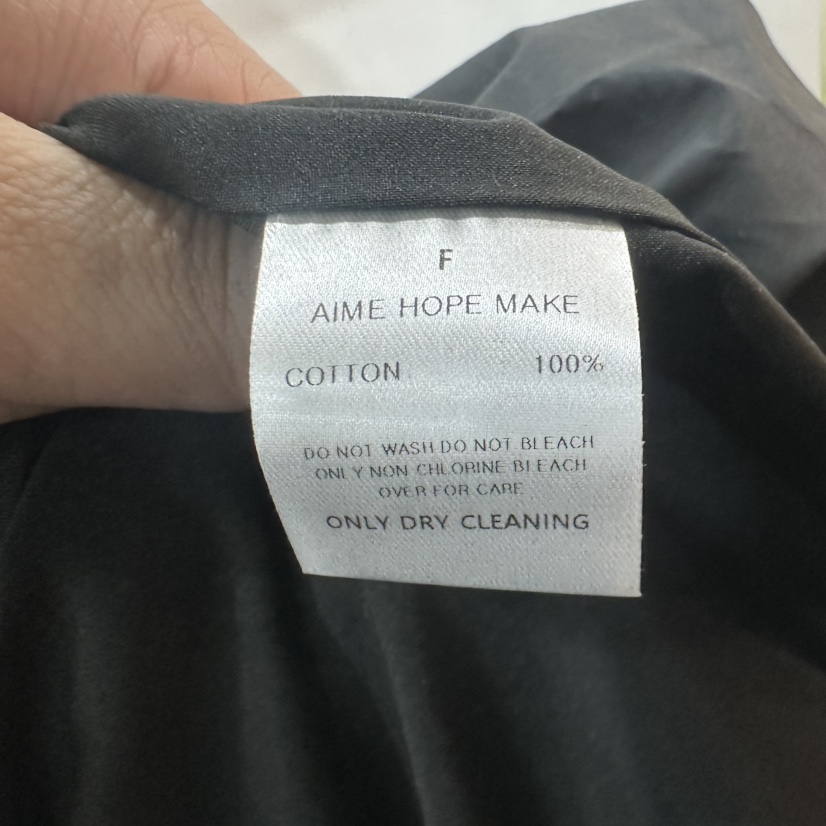 F
AIME HOPE MAKE
COTTON 100%
DO NOT WASH DO NOT BLEACH
ONLY NON CHLORINE BLEACH
OVER FOR CARE
ONLY DRY CLEANING